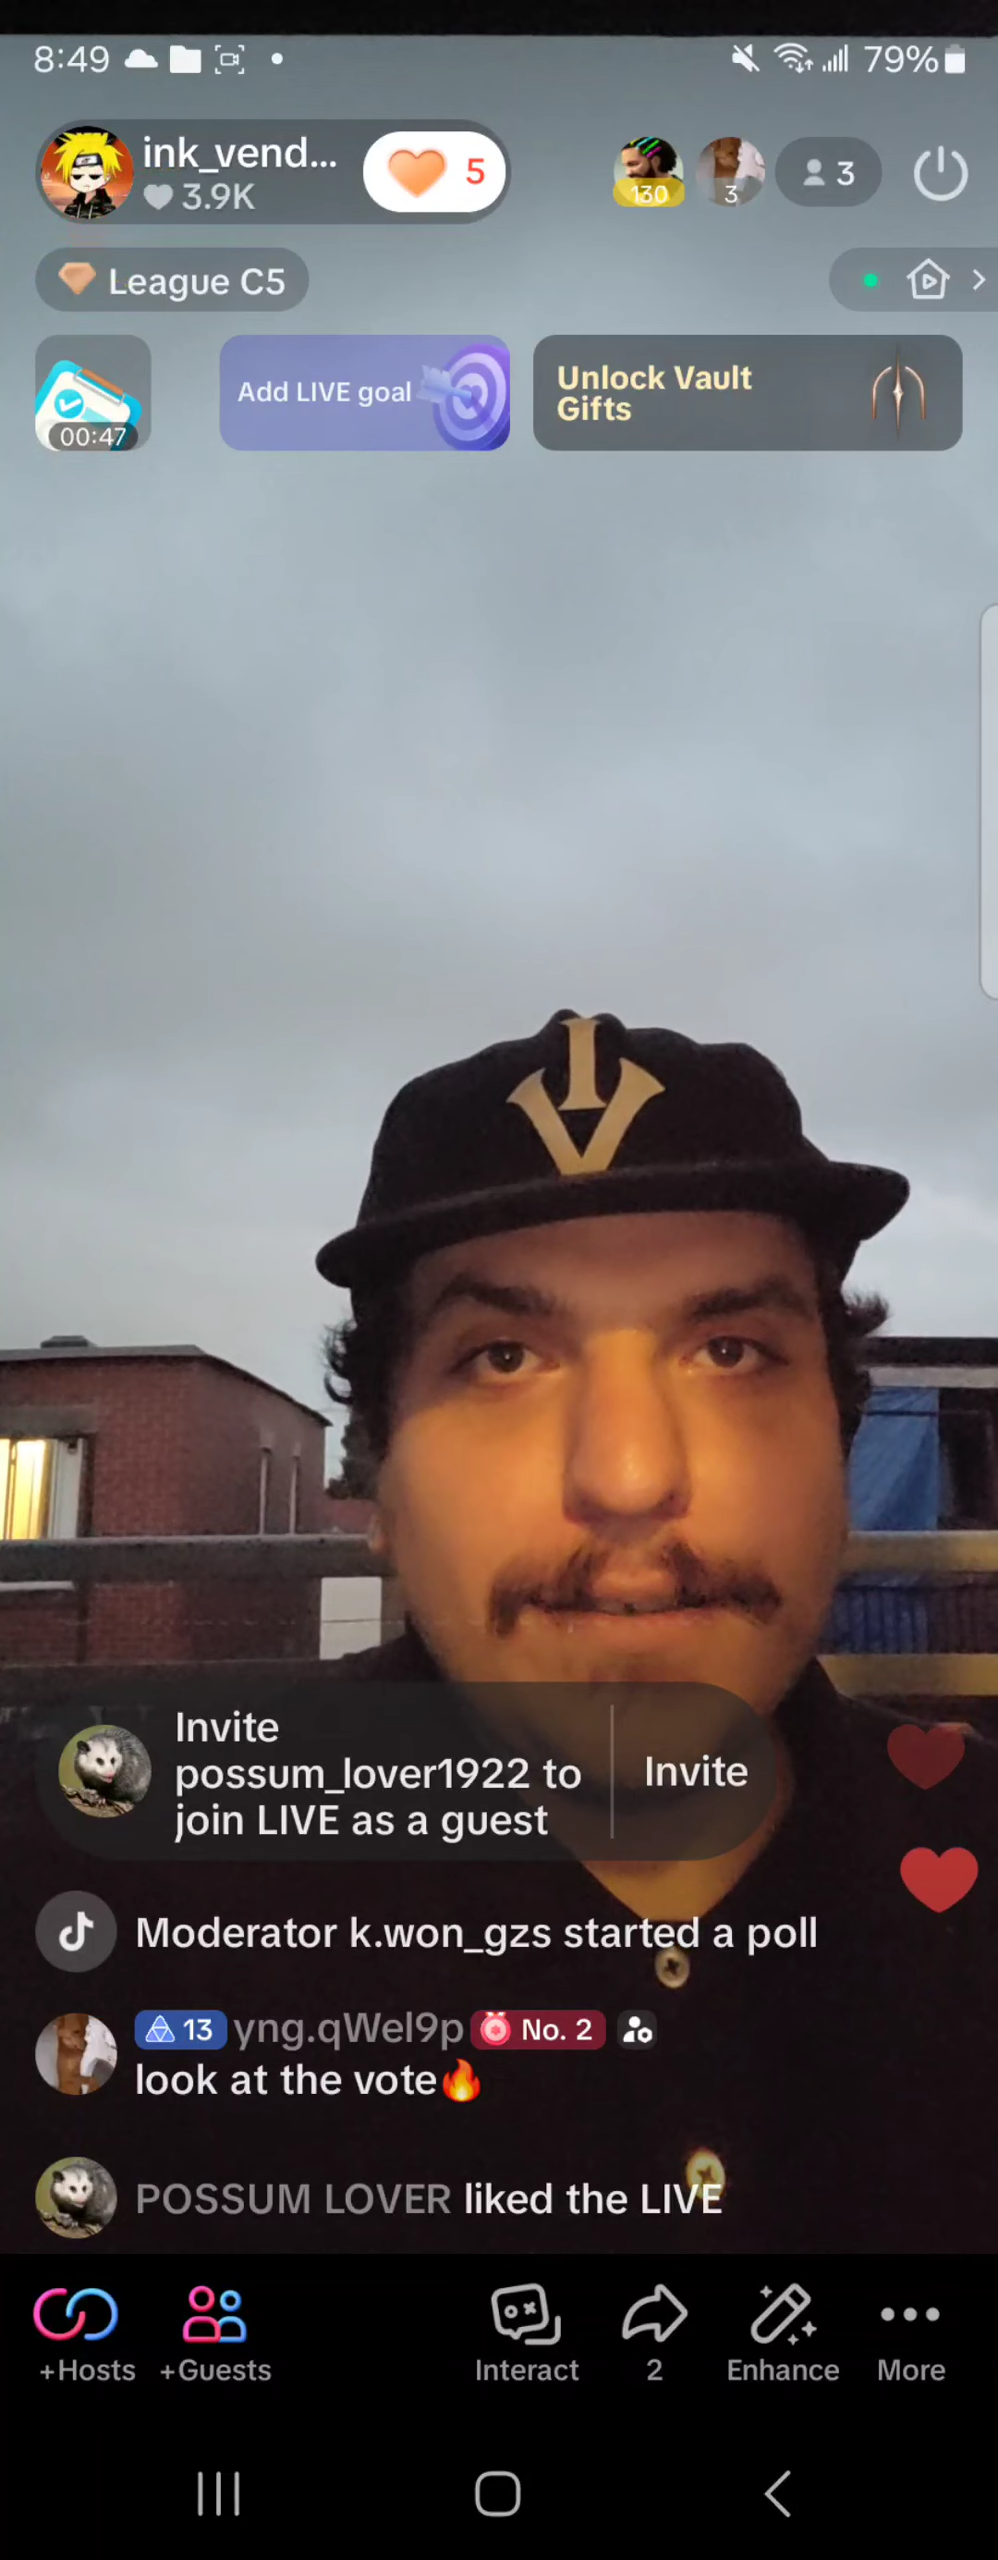 8:49
79%
ink_vend...
3.9K
5
130
3
3
League C5
00:47
Add LIVE goal
Unlock Vault
Gifts
IV
Invite
possum_lover1922 to
join LIVE as a guest
Invite
Moderator k.won_gzs started a poll
13 yng.qWel9p No. 2
look at the vote🔥
POSSUM LOVER liked the LIVE
+Hosts
+Guests
Interact
2
Enhance
More